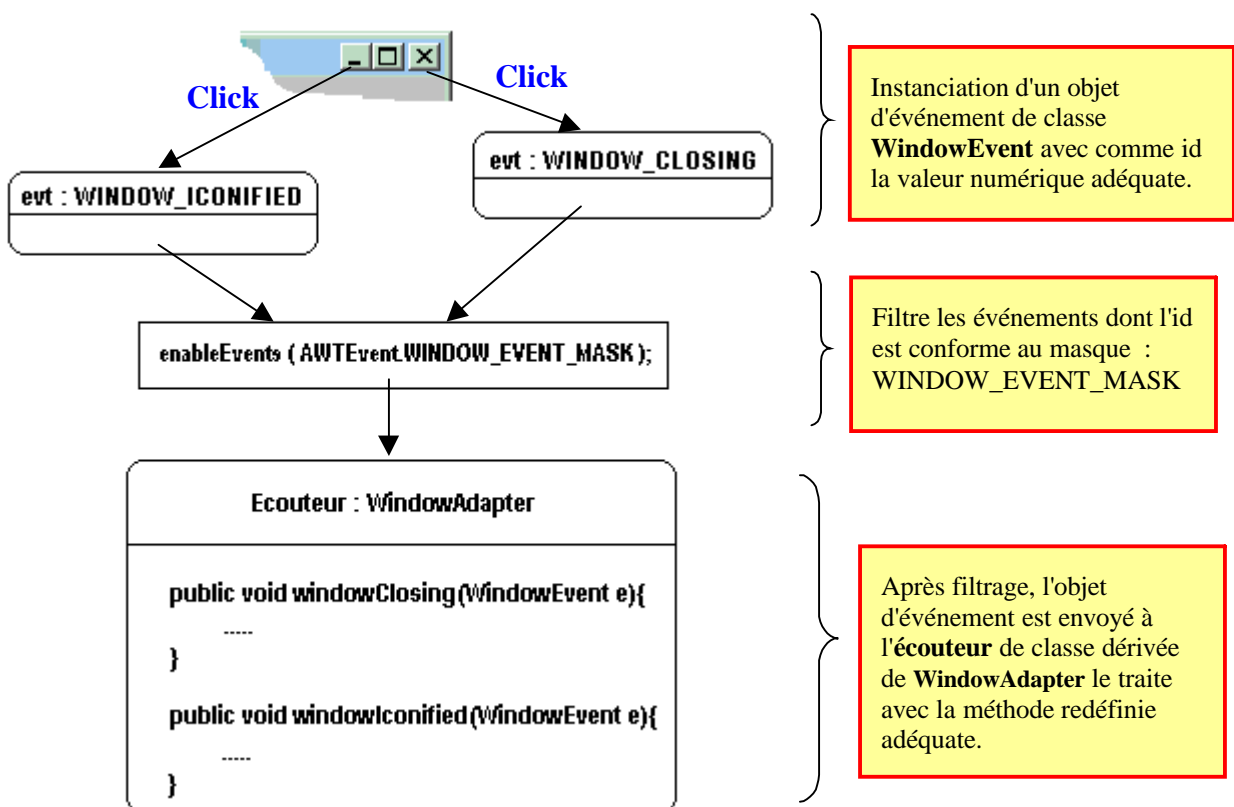 Click
Click
evt : WINDOW_CLOSING
evt : WINDOW_ICONIFIED
Instanciation d'un objet
d'événement de classe
WindowEvent avec comme id
la valeur numérique adéquate.
enableEvents ( AWTEvent.WINDOW_EVENT_MASK );
Filtre les événements dont l'id
est conforme au masque :
WINDOW_EVENT_MASK
Ecouteur : WindowAdapter
public void windowClosing(WindowEvent e){
.....
}
public void windowIconified(WindowEvent e){
.....
}
Après filtrage, l'objet
d'événement est envoyé à
l'écouteur de classe dérivée
de WindowAdapter le traite
avec la méthode redéfinie
adéquate.